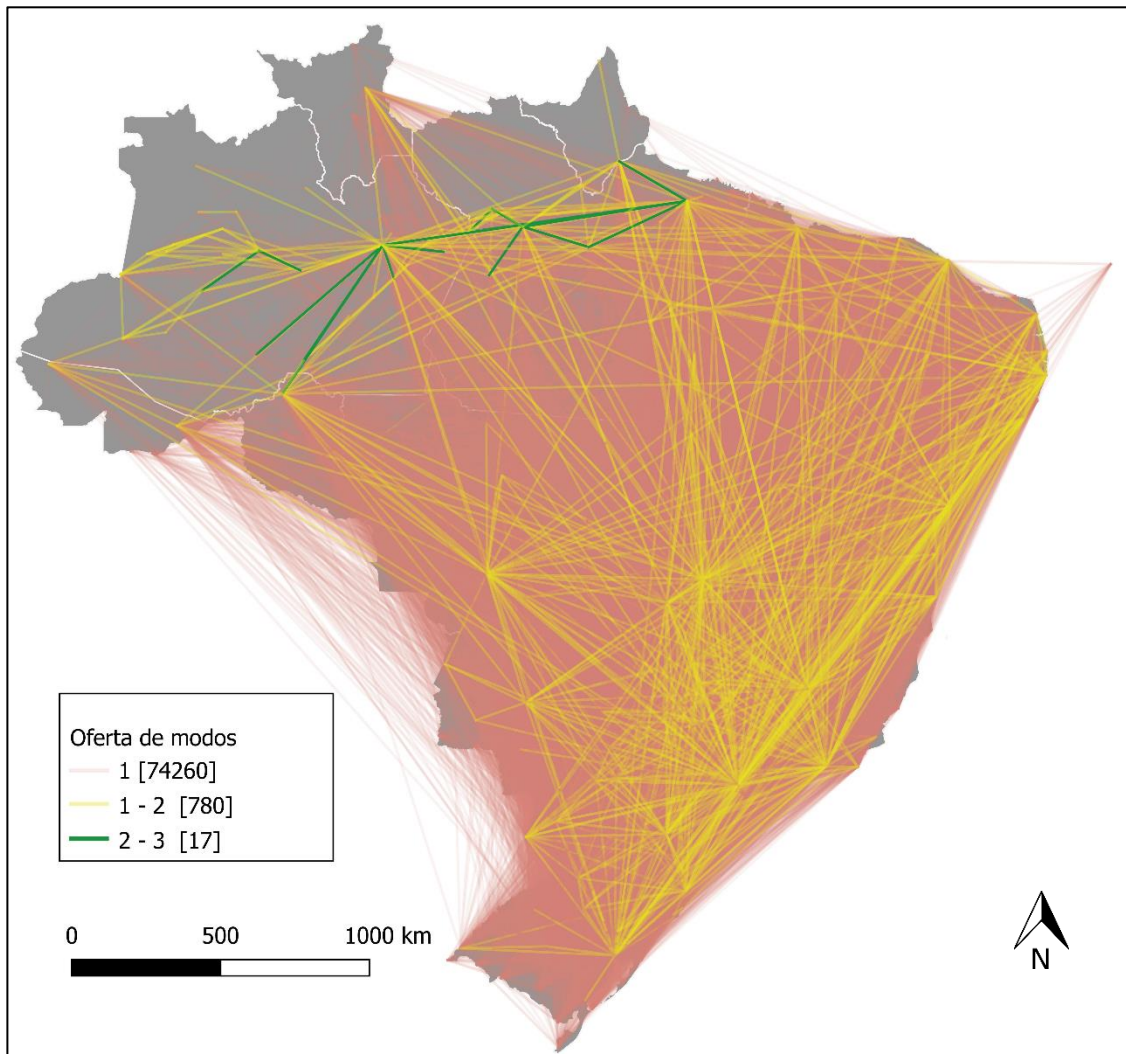 Oferta de modos
1 [74260]
1 - 2 [780]
2 - 3 [17]
0 500 1000 km
N